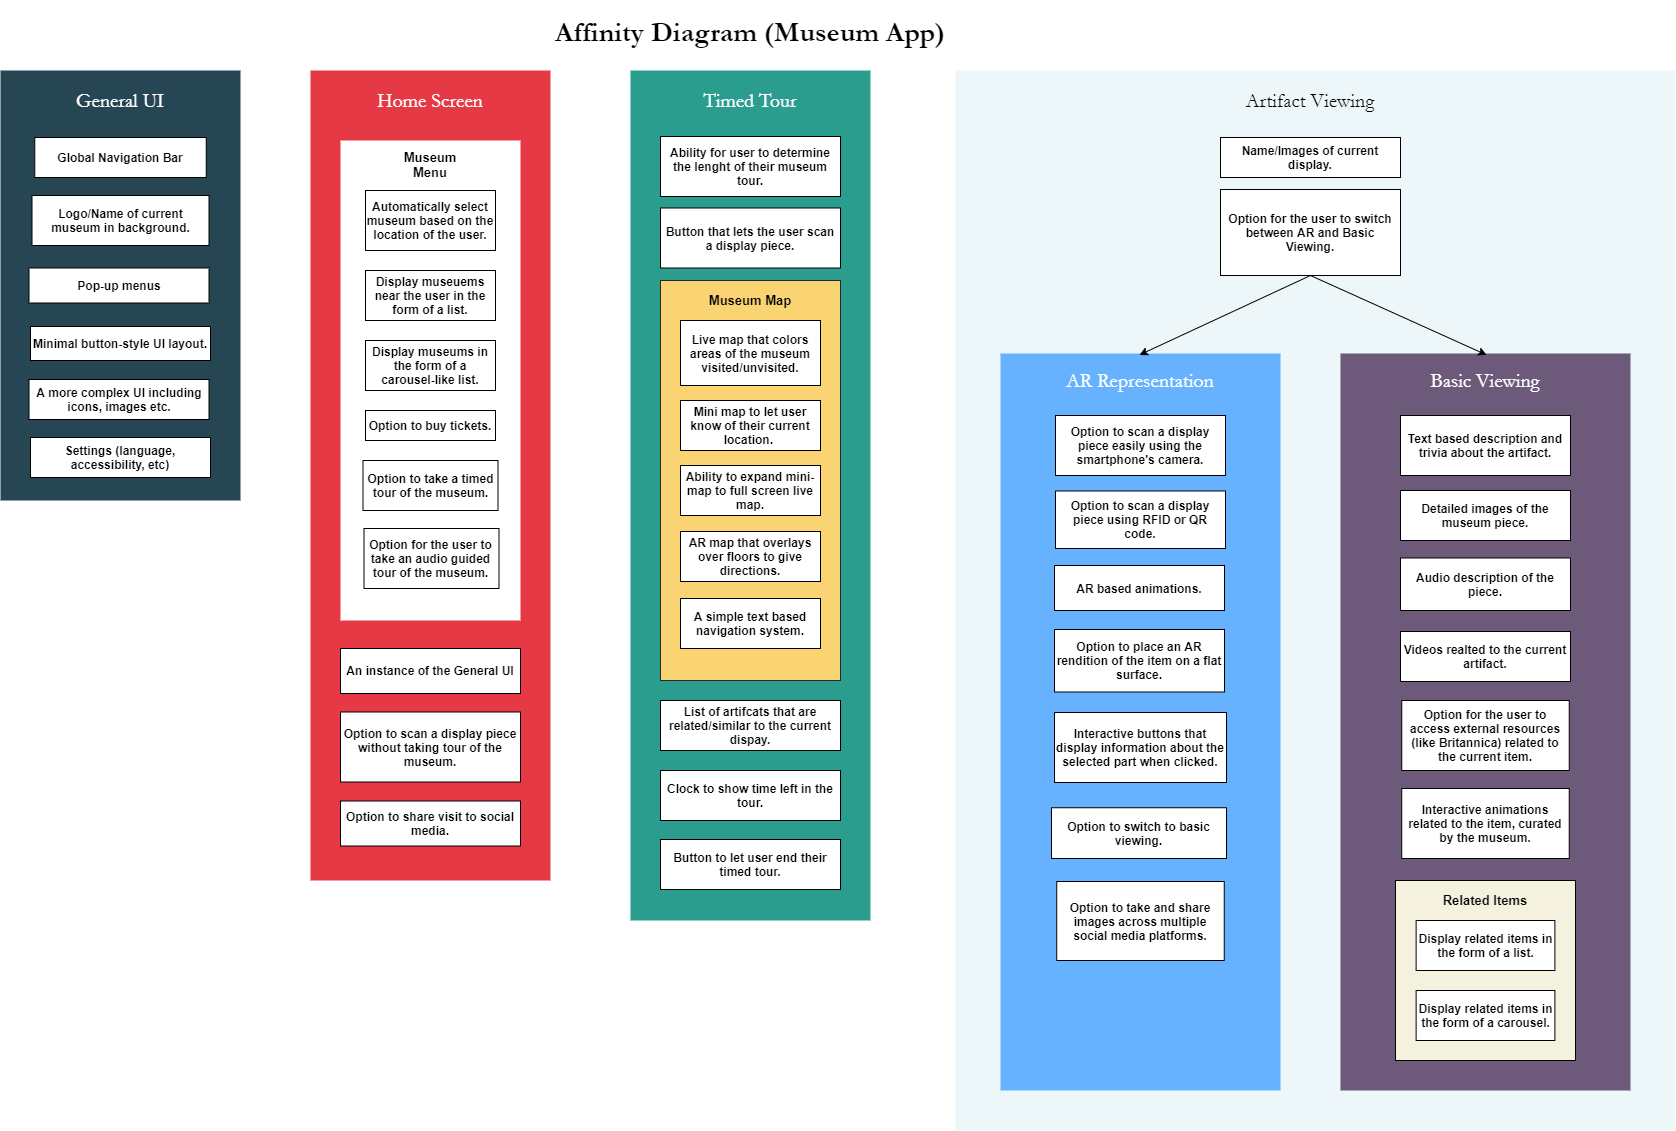 Affinity Diagram (Museum App)
General UI
Global Navigation Bar
Logo/Name of current
museum in background.
Pop-up menus
Minimal button-style UI layout.
A more complex UI including
icons, images etc.
Settings (language,
accessibility, etc)
Home Screen
Museum
Menu
Automatically select
museum based on the
location of the user.
Display museuems
near the user in the
form of a list.
Display museums in
the form of a
carousel-like list.
Option to buy tickets.
Option to take a timed
tour of the museum.
Option for the user to
take an audio guided
tour of the museum.
An instance of the General UI
Option to scan a display piece
without taking tour of the
museum.
Option to share visit to social
media.
Timed Tour
Ability for user to determine
the lenght of their museum
tour.
Button that lets the user scan
a display piece.
Museum Map
Live map that colors
areas of the museum
visited/unvisited.
Mini map to let user
know of their current
location.
Ability to expand mini-
map to full screen live
map.
AR map that overlays
over floors to give
directions.
A simple text based
navigation system.
List of artifcats that are
related/similar to the current
dispay.
Clock to show time left in the
tour.
Button to let user end their
timed tour.
Artifact Viewing
Name/Images of current
display.
Option for the user to switch
between AR and Basic
Viewing.
AR Representation
Option to scan a display
piece easily using the
smartphone's camera.
Option to scan a display
piece using RFID or QR
code.
AR based animations.
Option to place an AR
rendition of the item on a flat
surface.
Interactive buttons that
display information about the
selected part when clicked.
Option to switch to basic
viewing.
Option to take and share
images across multiple
social media platforms.
Basic Viewing
Text based description and
trivia about the artifact.
Detailed images of the
museum piece.
Audio description of the
piece.
Videos realted to the current
artifact.
Option for the user to
access external resources
(like Britannica) related to
the current item.
Interactive animations
related to the item, curated
by the museum.
Related Items
Display related items in
the form of a list.
Display related items in
the form of a carousel.